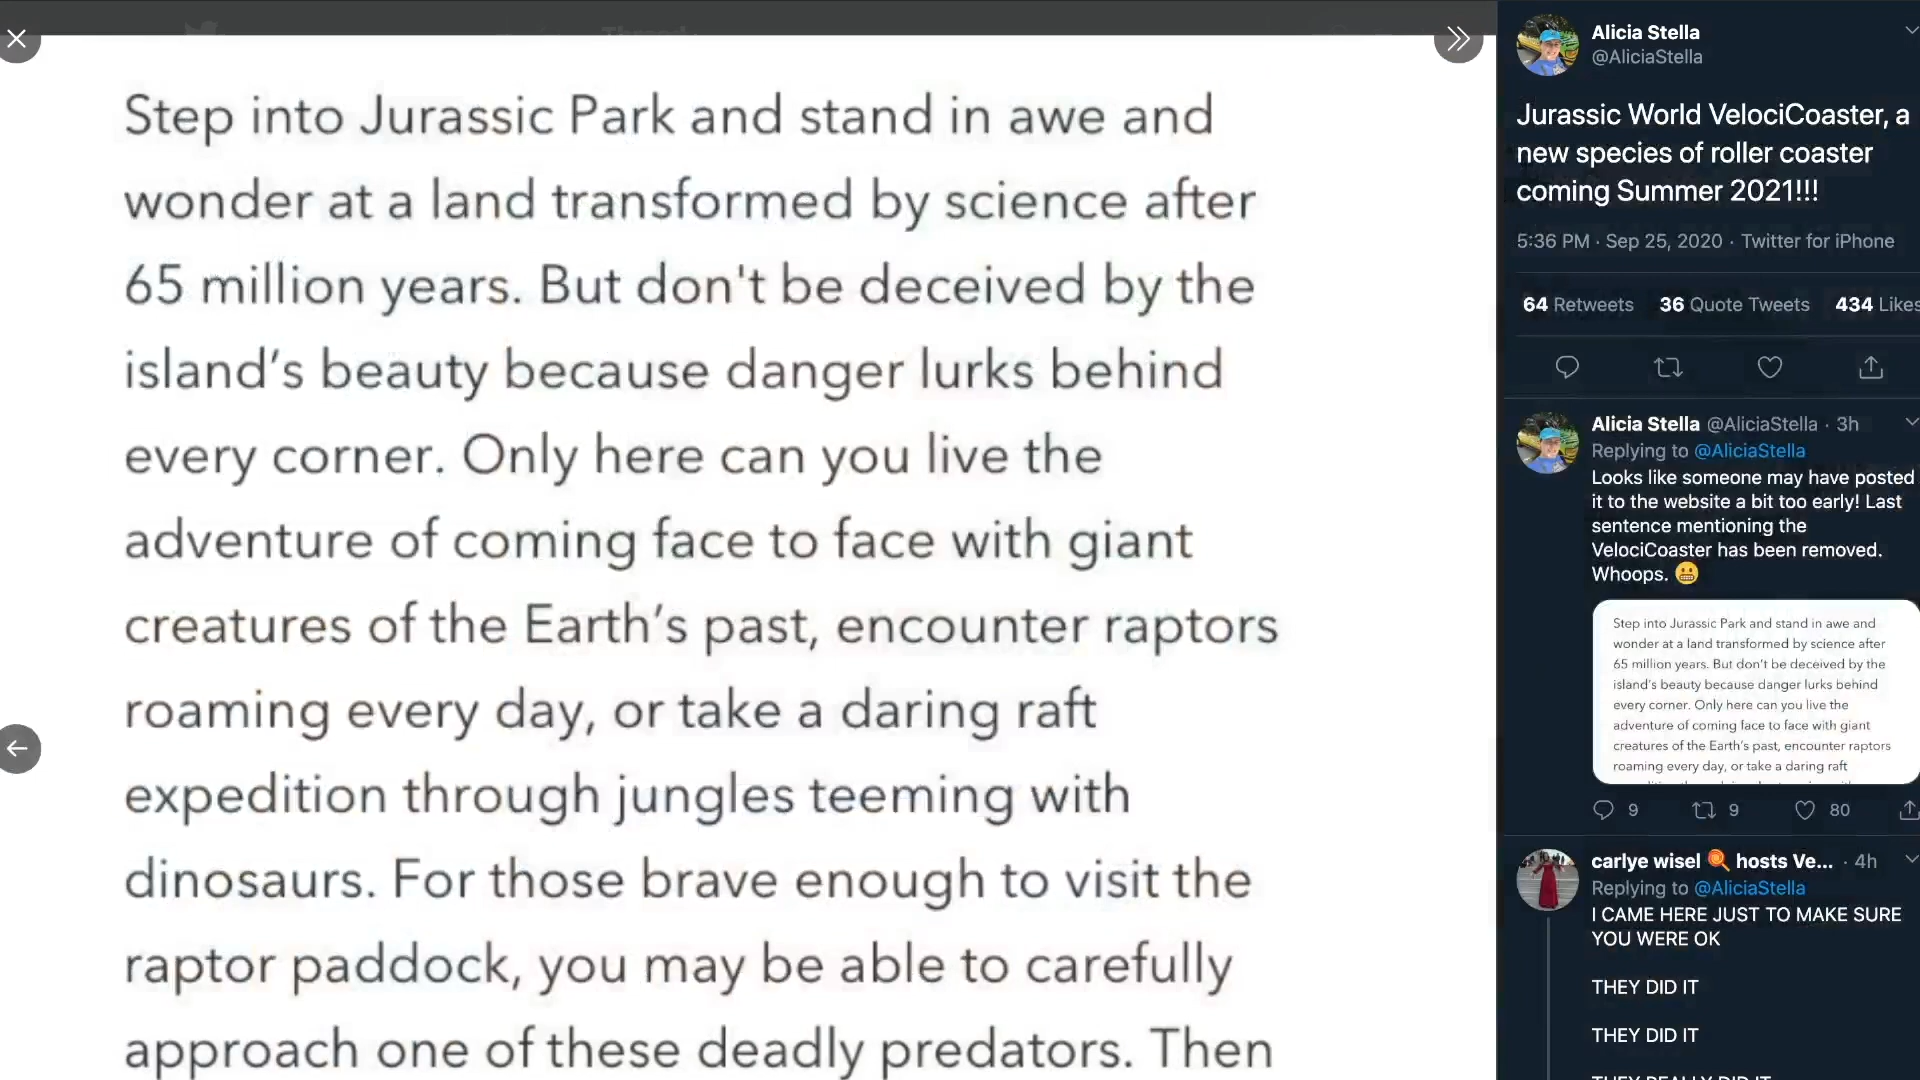 Step into Jurassic Park and stand in awe and
wonder at a land transformed by science after
65 million years. But don't be deceived by the
island’s beauty because danger lurks behind
every corner. Only here can you live the
adventure of coming face to face with giant
creatures of the Earth’s past, encounter raptors
roaming every day, or take a daring raft
expedition through jungles teeming with
dinosaurs. For those brave enough to visit the
raptor paddock, you may be able to carefully
approach one of these deadly predators. Then
Alicia Stella
@AliciaStella
Jurassic World VelociCoaster, a
new species of roller coaster
coming Summer 2021!!!
5:36 PM · Sep 25, 2020 · Twitter for iPhone
64 Retweets 36 Quote Tweets 434 Likes
Alicia Stella @AliciaStella · 3h
Replying to @AliciaStella
Looks like someone may have posted
it to the website a bit too early! Last
sentence mentioning the
VelociCoaster has been removed.
Whoops. 😬
Step into Jurassic Park and stand in awe and
wonder at a land transformed by science after
65 million years. But don't be deceived by the
island's beauty because danger lurks behind
every corner. Only here can you live the
adventure of coming face to face with giant
creatures of the Earth's past, encounter raptors
roaming every day, or take a daring raft
9 9 80
carlye wisel 🍭 hosts Ve... · 4h
Replying to @AliciaStella
I CAME HERE JUST TO MAKE SURE
YOU WERE OK
THEY DID IT
THEY DID IT
THEY REALLY DID IT